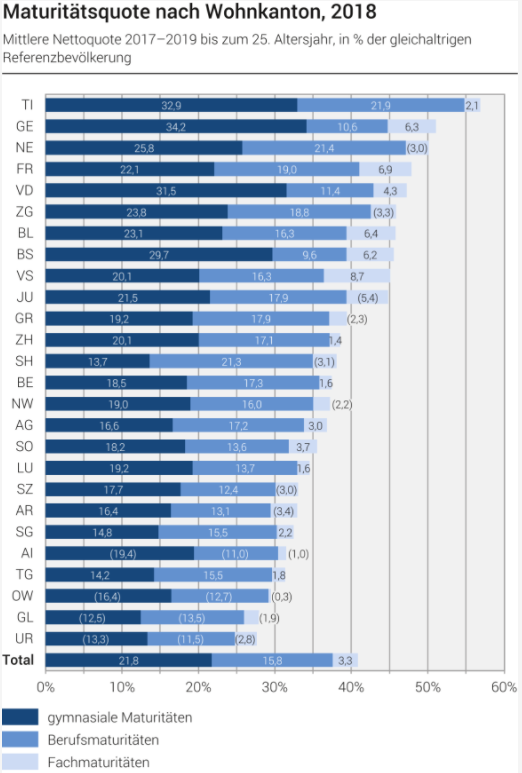 Maturitätsquote nach Wohnkanton, 2018
Mittlere Nettoquote 2017–2019 bis zum 25. Altersjahr, in % der gleichaltrigen
Referenzbevölkerung
TI 32,9 21,9 2,1
GE 34,2 10,6 6,3
NE 25,8 21,4 (3,0)
FR 22,1 19,0 6,9
VD 31,5 11,4 4,3
ZG 23,8 18,8 (3,3)
BL 23,1 16,3 6,4
BS 29,7 9,6 6,2
VS 20,1 16,3 8,7
JU 21,5 17,9 (5,4)
GR 19,2 17,9 (2,3)
ZH 20,1 17,1 1,4
SH 13,7 21,3 (3,1)
BE 18,5 17,3 1,6
NW 19,0 16,0 (2,2)
AG 16,6 17,2 3,0
SO 18,2 13,6 3,7
LU 19,2 13,7 1,6
SZ 17,7 12,4 (3,0)
AR 16,4 13,1 (3,4)
SG 14,8 15,5 2,2
AI (19,4) (11,0) (1,0)
TG 14,2 15,5 1,8
OW (16,4) (12,7) (0,3)
GL (12,5) (13,5) (1,9)
UR (13,3) (11,5) (2,8)
Total 21,8 15,8 3,3
0% 10% 20% 30% 40% 50% 60%
gymnasiale Maturitäten
Berufsmaturitäten
Fachmaturitäten